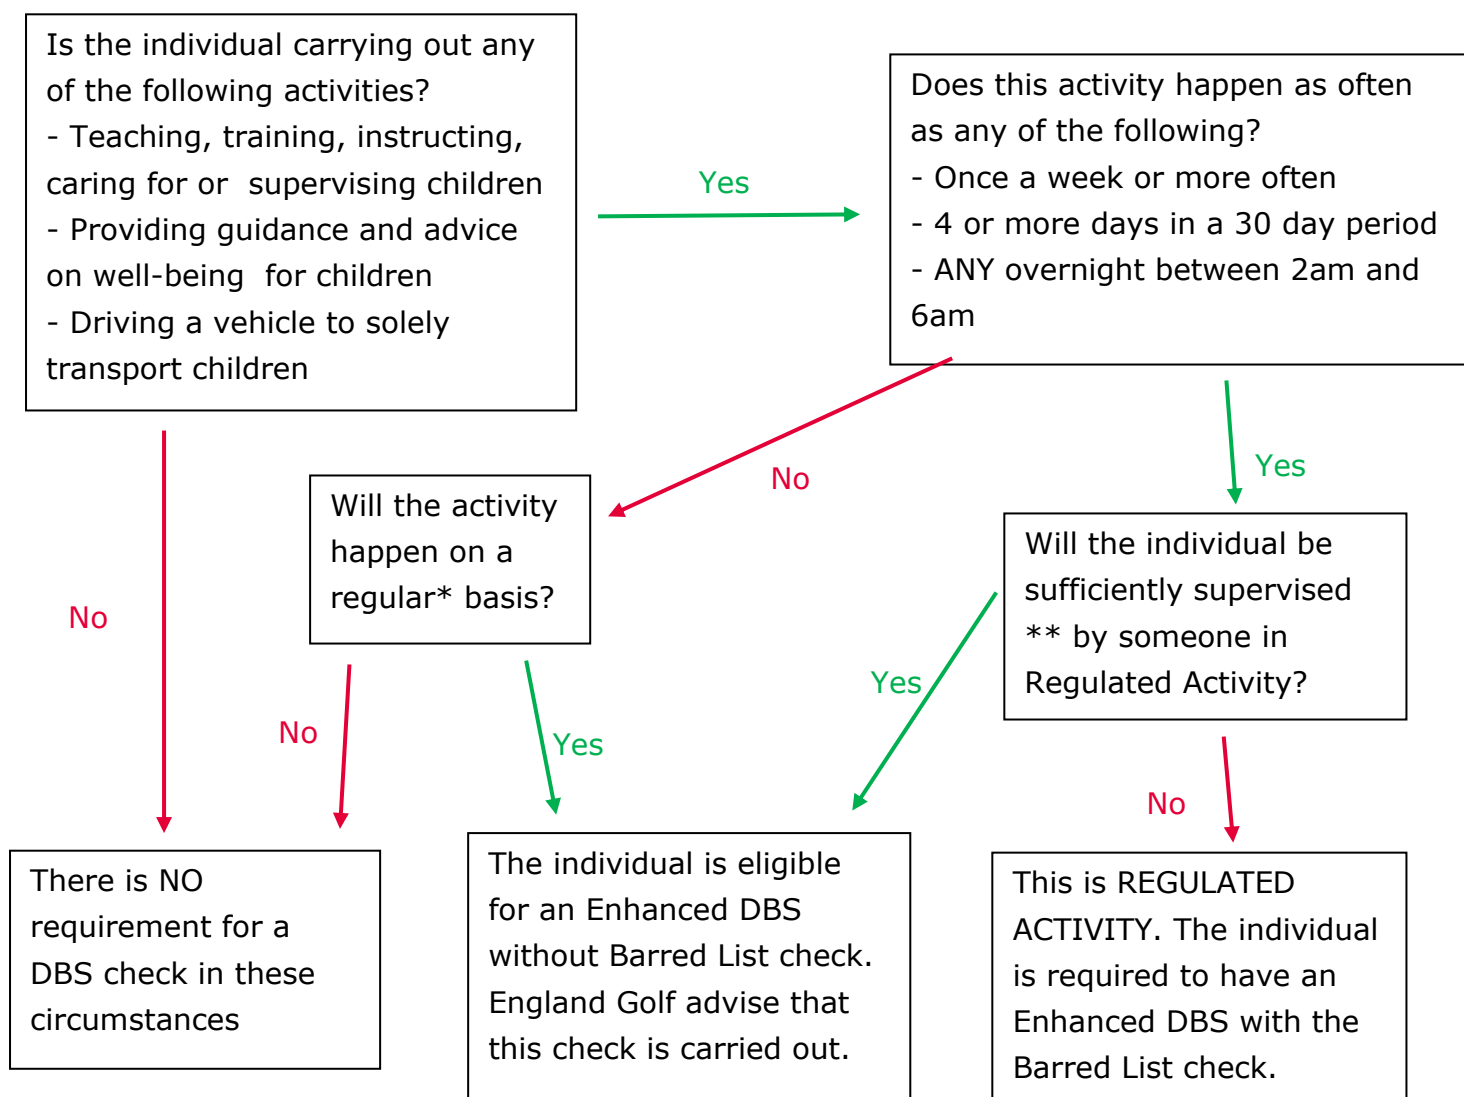 Is the individual carrying out any
of the following activities?
- Teaching, training, instructing,
caring for or supervising children
- Providing guidance and advice
on well-being for children
- Driving a vehicle to solely
transport children
Yes
Does this activity happen as often
as any of the following?
- Once a week or more often
- 4 or more days in a 30 day period
- ANY overnight between 2am and
6am
No
No
Yes
Will the activity
happen on a
regular* basis?
Will the individual be
sufficiently supervised
** by someone in
Regulated Activity?
No
Yes
Yes
No
There is NO
requirement for a
DBS check in these
circumstances
The individual is eligible
for an Enhanced DBS
without Barred List check.
England Golf advise that
this check is carried out.
This is REGULATED
ACTIVITY. The individual
is required to have an
Enhanced DBS with the
Barred List check.